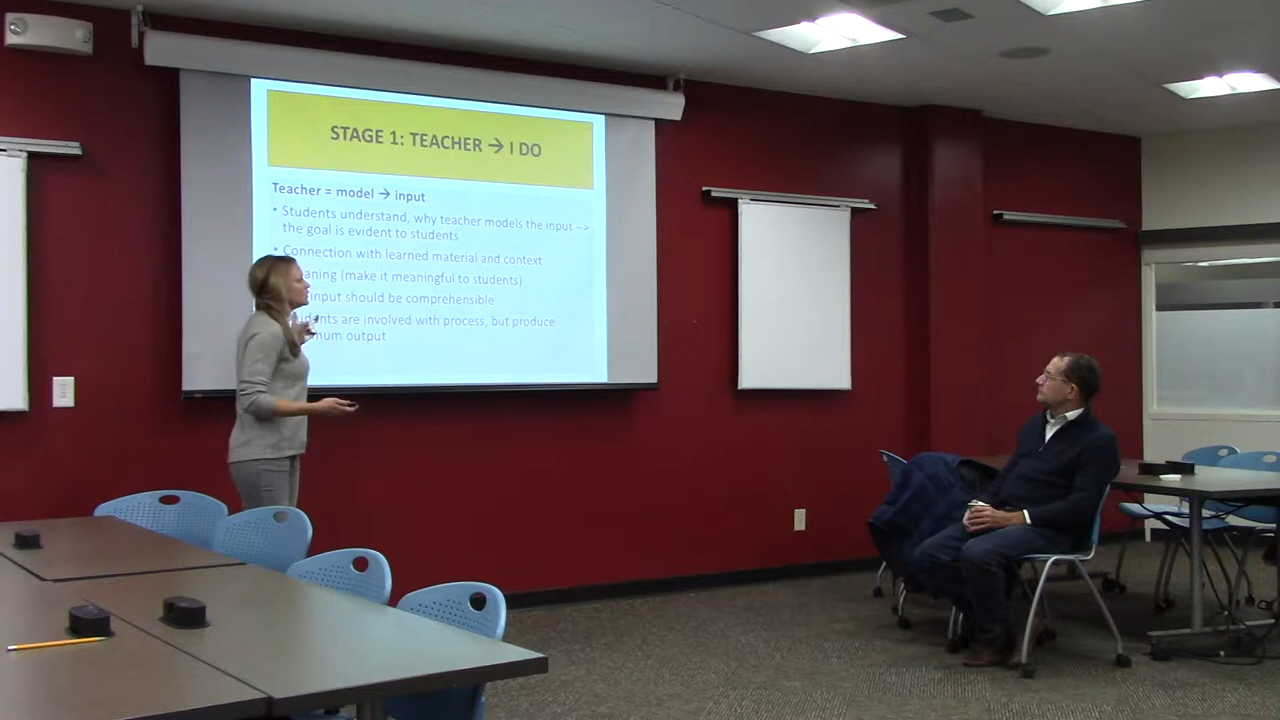 STAGE 1: TEACHER → I DO
Teacher = model → input
• Students understand, why teacher models the input -->
the goal is evident to students
• Connection with learned material and context
aning (make it meaningful to students)
input should be comprehensible
dents are involved with process, but produce
mum output